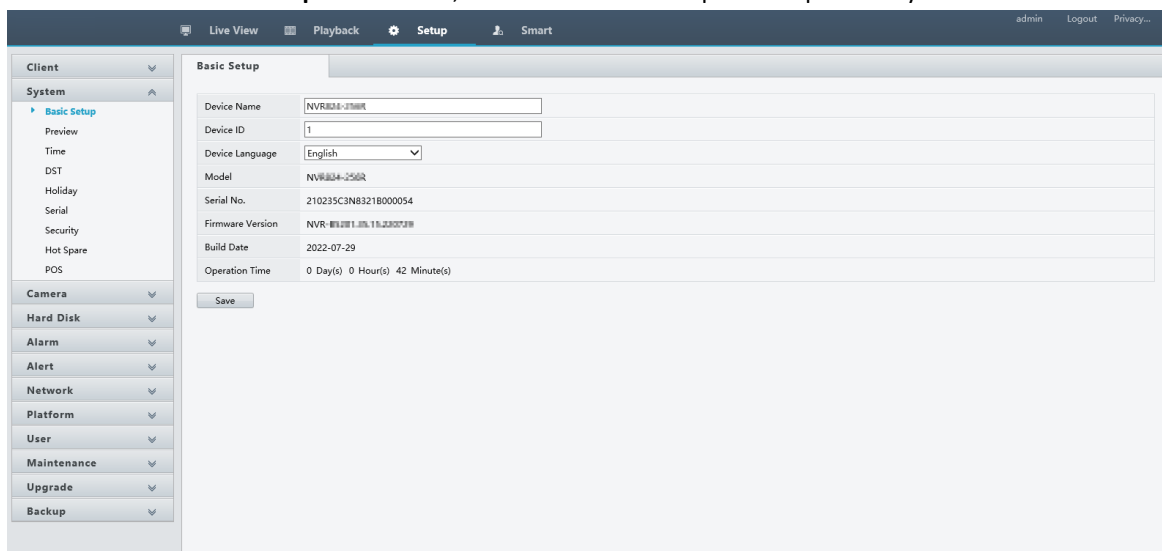 admin Logout Privacy...
Live View Playback Setup Smart
Client
System
Basic Setup
Preview
Time
DST
Holiday
Serial
Security
Hot Spare
POS
Camera
Hard Disk
Alarm
Alert
Network
Platform
User
Maintenance
Upgrade
Backup
Basic Setup
Device Name
Device ID 1
Device Language English
Model
Serial No. 210235C3N8321B000054
Firmware Version
Build Date 2022-07-29
Operation Time 0 Day(s) 0 Hour(s) 42 Minute(s)
Save